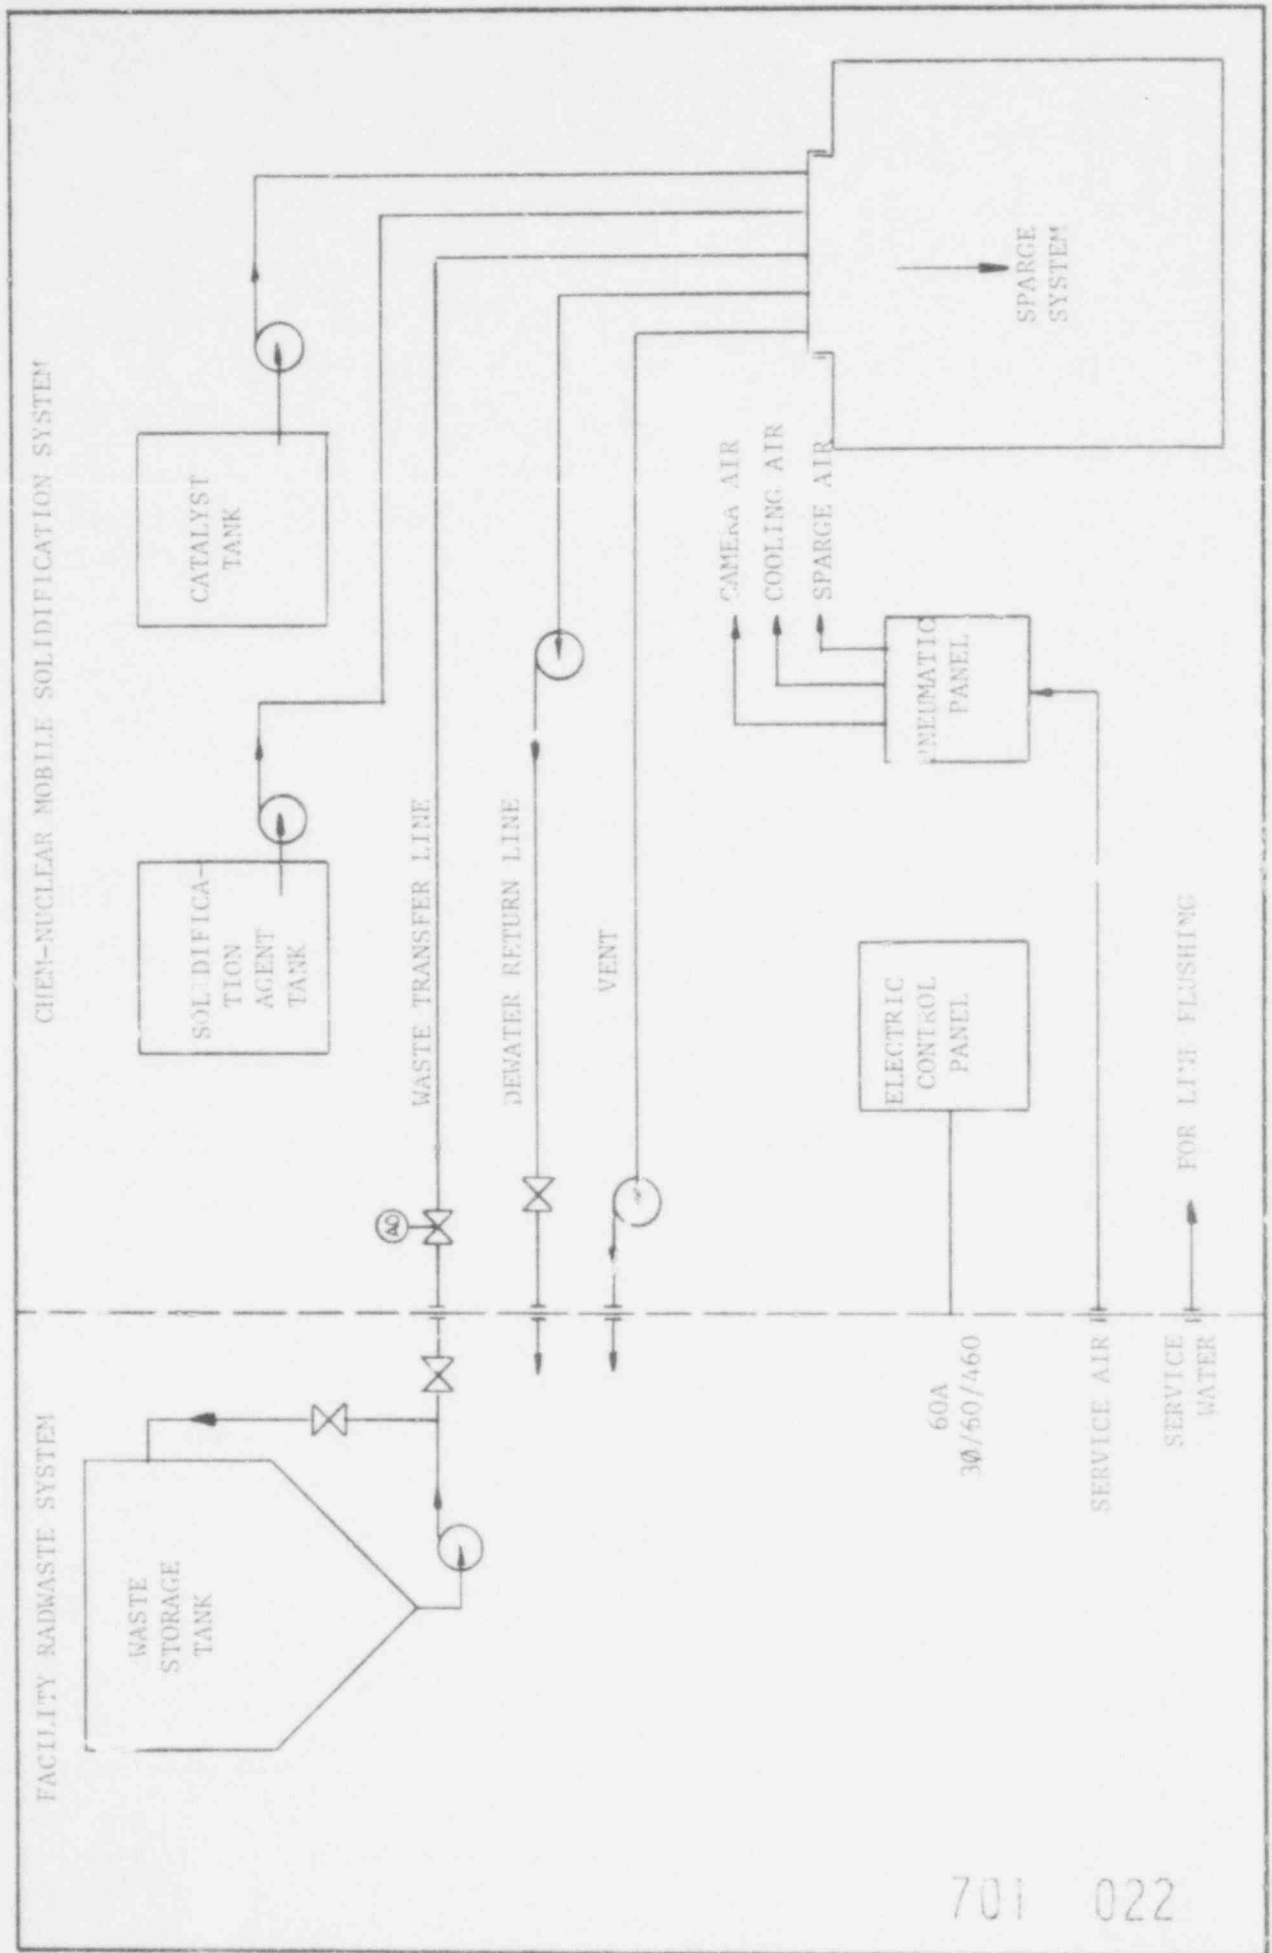 FACILITY RADWASTE SYSTEM
CHEM-NUCLEAR MOBILE SOLIDIFICATION SYSTEM
WASTE
STORAGE
TANK
SOLIDIFICA-
TION
AGENT
TANK
CATALYST
TANK
AO
WASTE TRANSFER LINE
DEWATER RETURN LINE
VENT
CAMERA AIR
COOLING AIR
SPARGE AIR
SPARGE
SYSTEM
ELECTRIC
CONTROL
PANEL
PNEUMATIC
PANEL
60A
3Ø/60/460
SERVICE AIR
SERVICE
WATER
FOR LINE FLUSHING
701 022